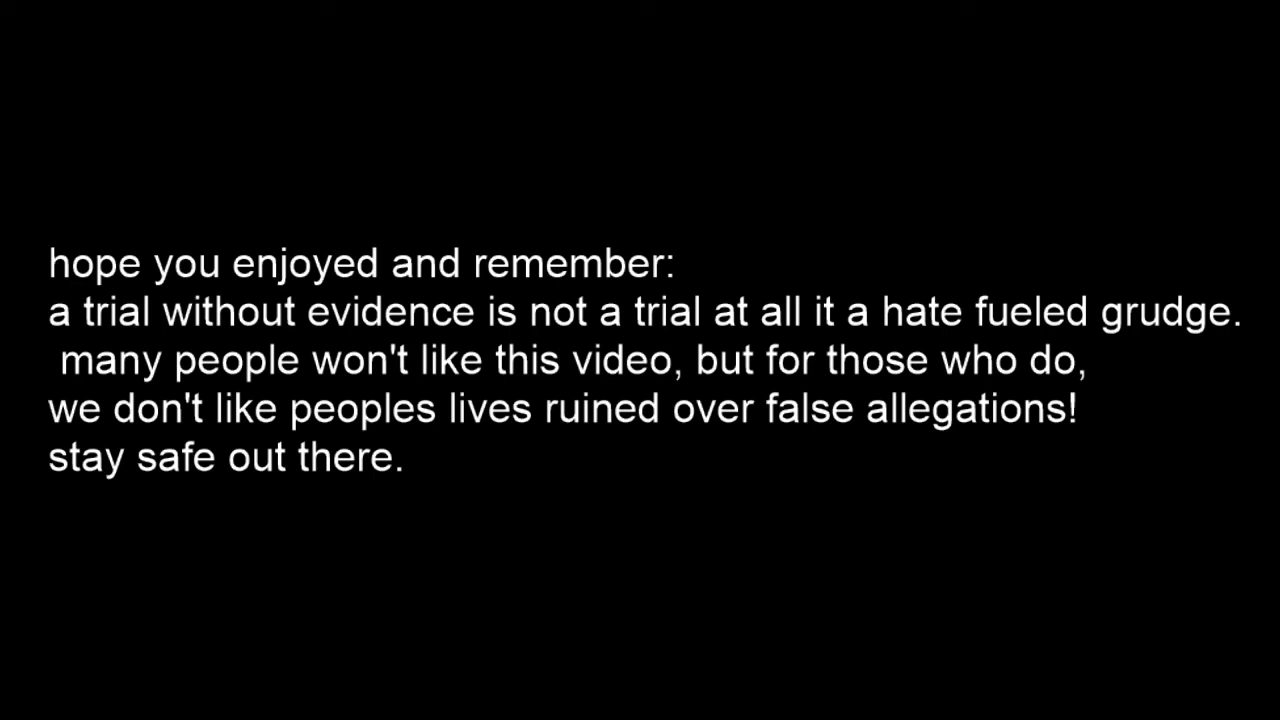 hope you enjoyed and remember:
a trial without evidence is not a trial at all it a hate fueled grudge.
many people won't like this video, but for those who do,
we don't like peoples lives ruined over false allegations!
stay safe out there.